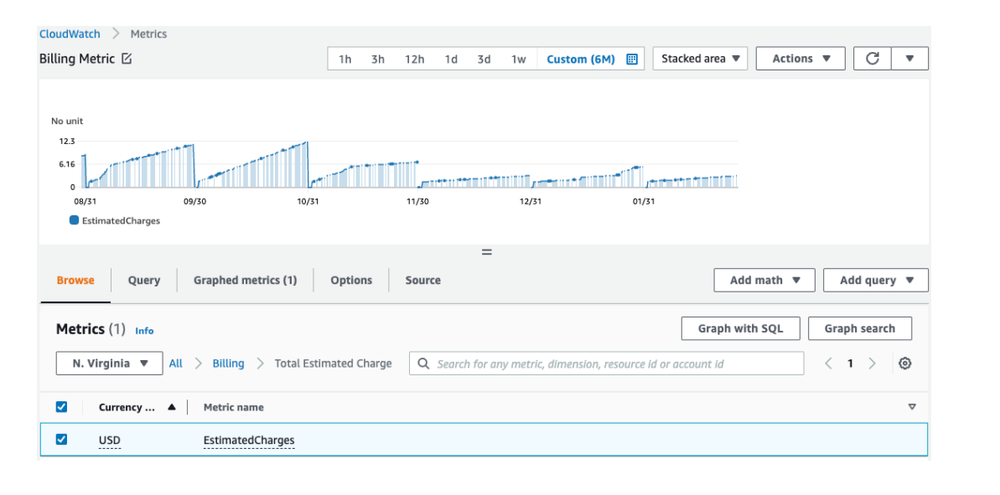 CloudWatch > Metrics
Billing Metric
1h 3h 12h 1d 3d 1w Custom (6M) Stacked area ▼ Actions ▼ ▼
No unit
12.3
6.16
0
08/31 09/30 10/31 11/30 12/31 01/31
EstimatedCharges
=
Browse Query Graphed metrics (1) Options Source Add math ▼ Add query ▼
Metrics (1) Info Graph with SQL Graph search
N. Virginia ▼ All > Billing > Total Estimated Charge Search for any metric, dimension, resource id or account id < 1 >
Currency ... ▲ Metric name
USD EstimatedCharges